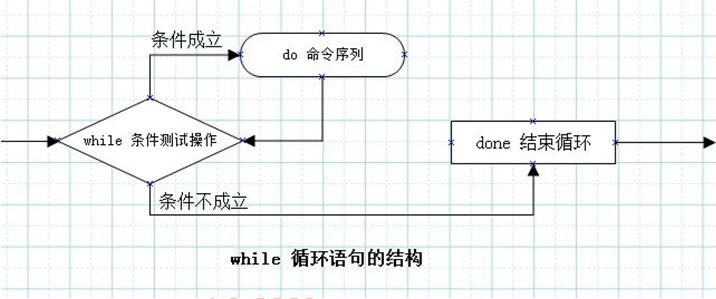 条件成立
do 命令序列
while 条件测试操作
done 结束循环
条件不成立
while 循环语句的结构